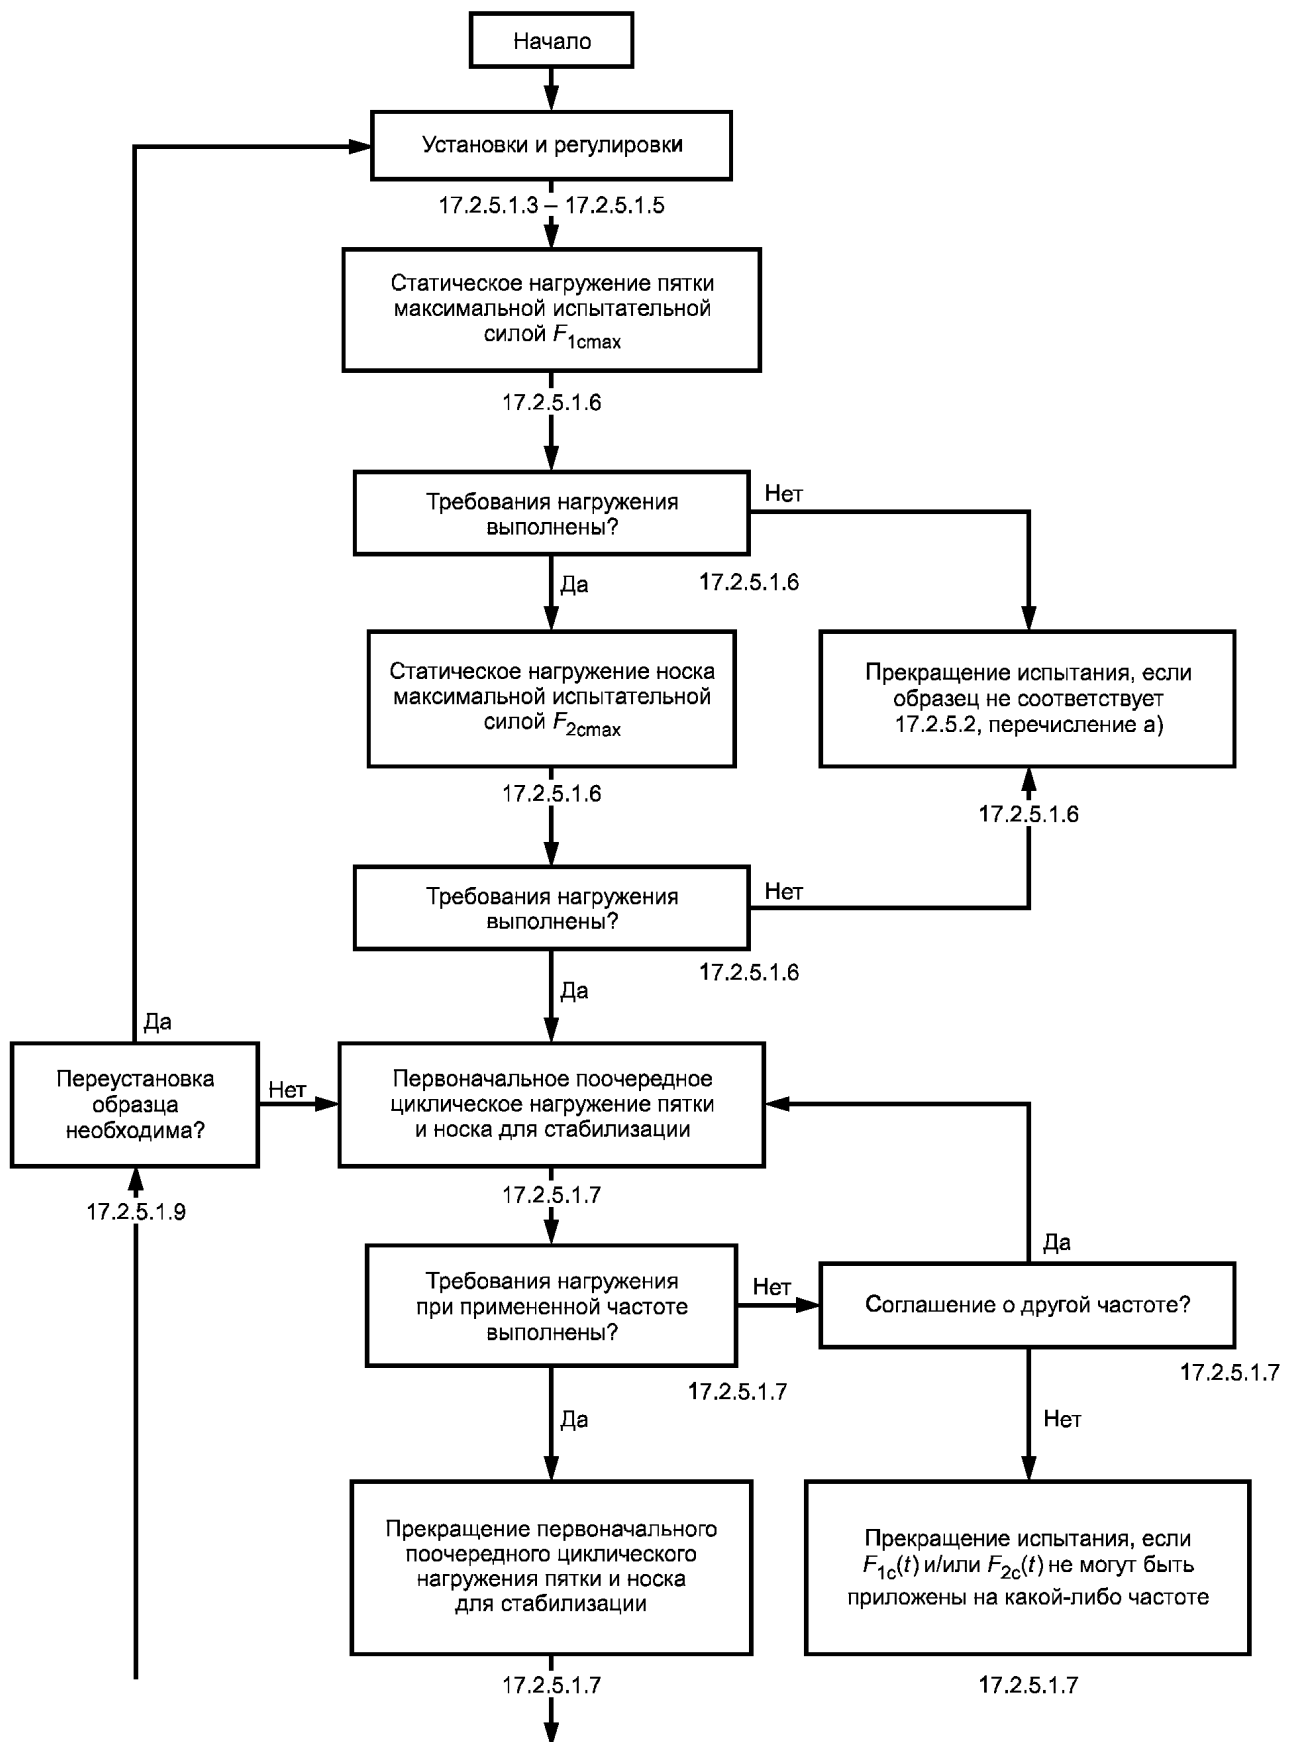 Начало
Установки и регулировки
17.2.5.1.3 – 17.2.5.1.5
Статическое нагружение пятки
максимальной испытательной
силой F1cmax
17.2.5.1.6
Требования нагружения
выполнены?
Нет
Да
17.2.5.1.6
Статическое нагружение носка
максимальной испытательной
силой F2cmax
Прекращение испытания, если
образец не соответствует
17.2.5.2, перечисление а)
17.2.5.1.6
17.2.5.1.6
Требования нагружения
выполнены?
Нет
17.2.5.1.6
Да
Да
Переустановка
образца
необходима?
Нет
Первоначальное поочередное
циклическое нагружение пятки
и носка для стабилизации
17.2.5.1.9
17.2.5.1.7
Да
Требования нагружения
при примененной частоте
выполнены?
Нет
Соглашение о другой частоте?
17.2.5.1.7
17.2.5.1.7
Да
Нет
Прекращение первоначального
поочередного циклического
нагружения пятки и носка
для стабилизации
Прекращение испытания, если
F1c(t) и/или F2c(t) не могут быть
приложены на какой-либо частоте
17.2.5.1.7
17.2.5.1.7